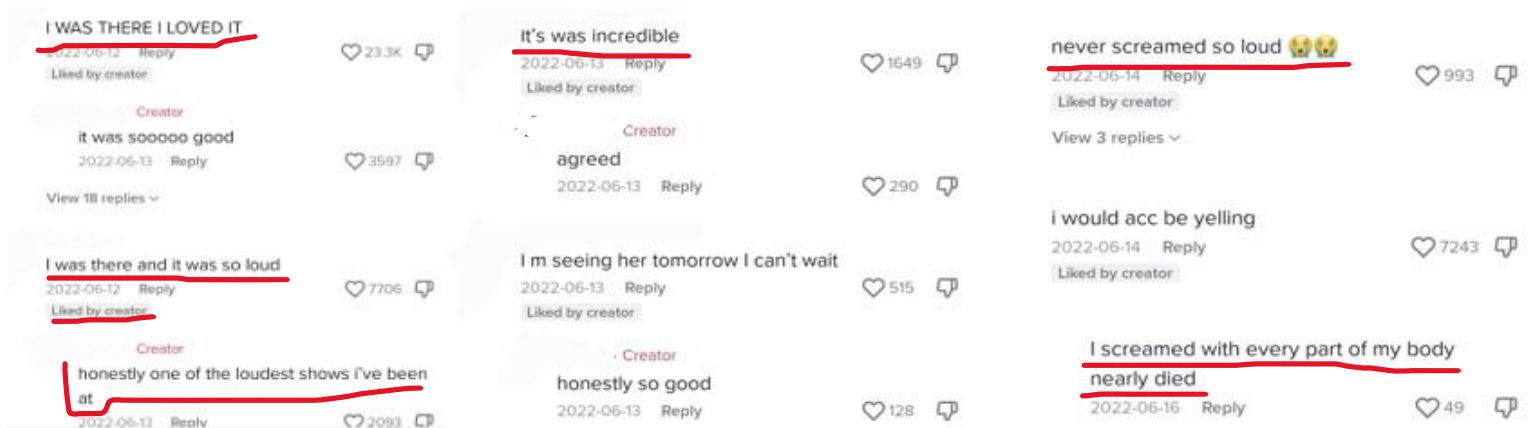 I WAS THERE I LOVED IT
2022-06-12 Reply
23.3K
Liked by creator
Creator
it was sooooo good
2022-06-13 Reply
3597
View 18 replies
I was there and it was so loud
2022-06-12 Reply
7706
Liked by creator
Creator
honestly one of the loudest shows i've been
at
2022-06-13 Reply
2093
It's was incredible
2022-06-13 Reply
1649
Liked by creator
Creator
agreed
2022-06-13 Reply
290
I m seeing her tomorrow I can't wait
2022-06-13 Reply
515
Liked by creator
· Creator
honestly so good
2022-06-13 Reply
128
never screamed so loud 😭😭
2022-06-14 Reply
993
Liked by creator
View 3 replies
i would acc be yelling
2022-06-14 Reply
7243
Liked by creator
I screamed with every part of my body
nearly died
2022-06-16 Reply
49